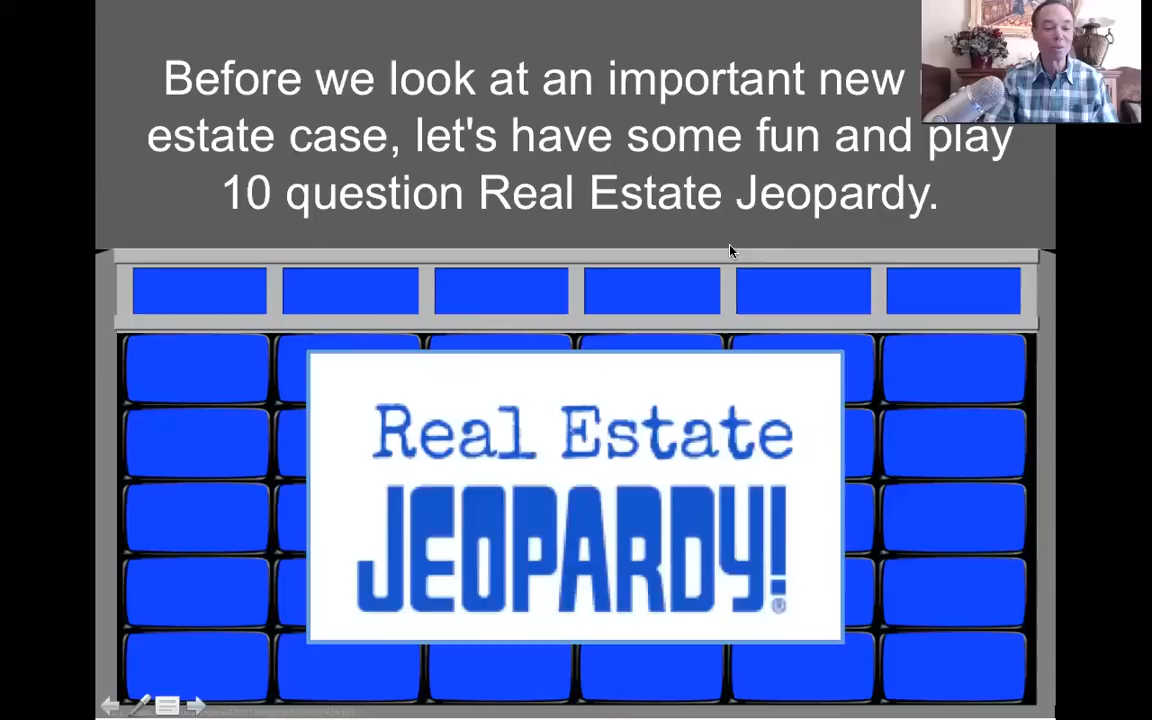 Before we look at an important new
estate case, let's have some fun and play
10 question Real Estate Jeopardy.
Real Estate
JEOPARDY!